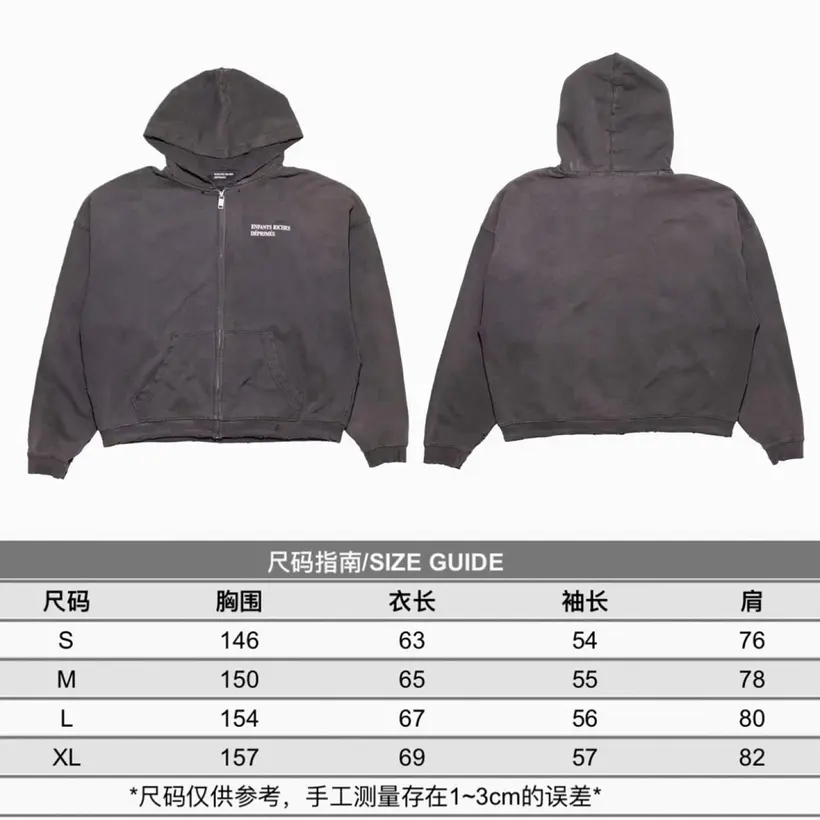 ENFANTS RICHES
DÉPRIMÉS
尺码指南/SIZE GUIDE
尺码 胸围 衣长 袖长 肩
S 146 63 54 76
M 150 65 55 78
L 154 67 56 80
XL 157 69 57 82
*尺码仅供参考，手工测量存在1~3cm的误差*